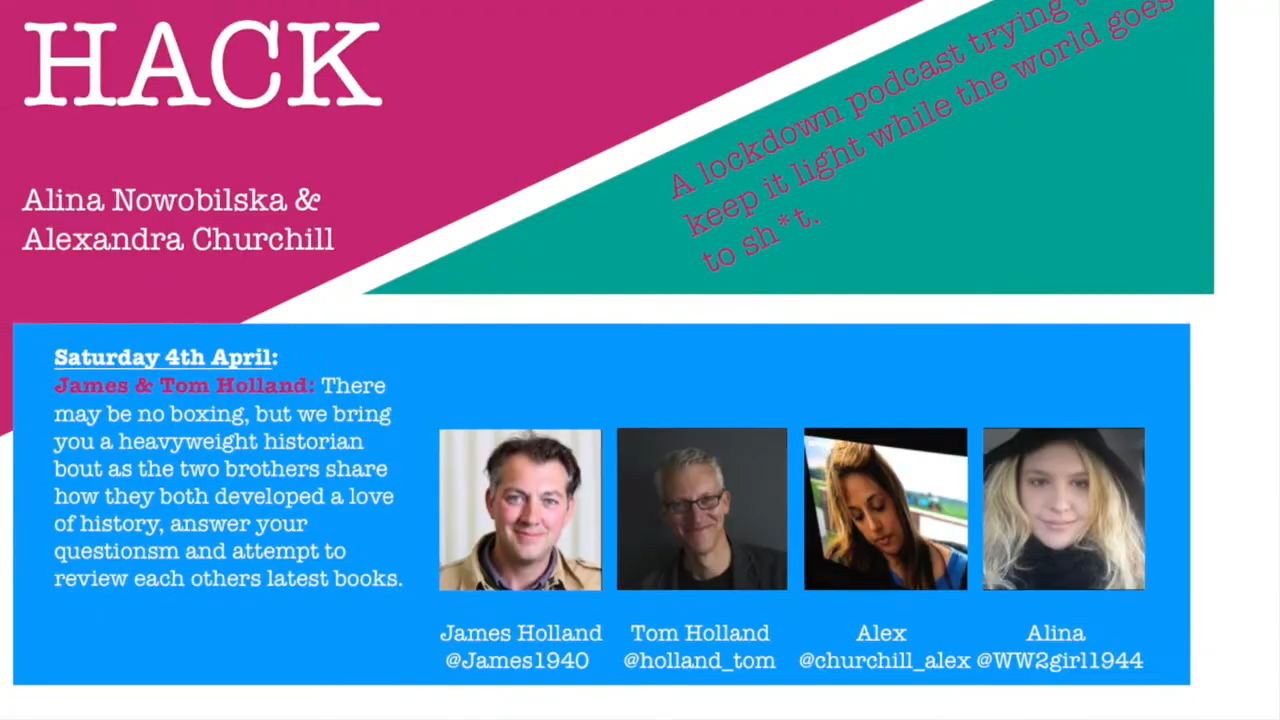 HACK
Alina Nowobilska &
Alexandra Churchill
A lockdown podcast trying
keep it light while the world goes
to sh*t.
Saturday 4th April:
James & Tom Holland: There
may be no boxing, but we bring
you a heavyweight historian
bout as the two brothers share
how they both developed a love
of history, answer your
questionsm and attempt to
review each others latest books.
James Holland
@James1940
Tom Holland
@holland_tom
Alex
@churchill_alex
Alina
@WW2girl1944